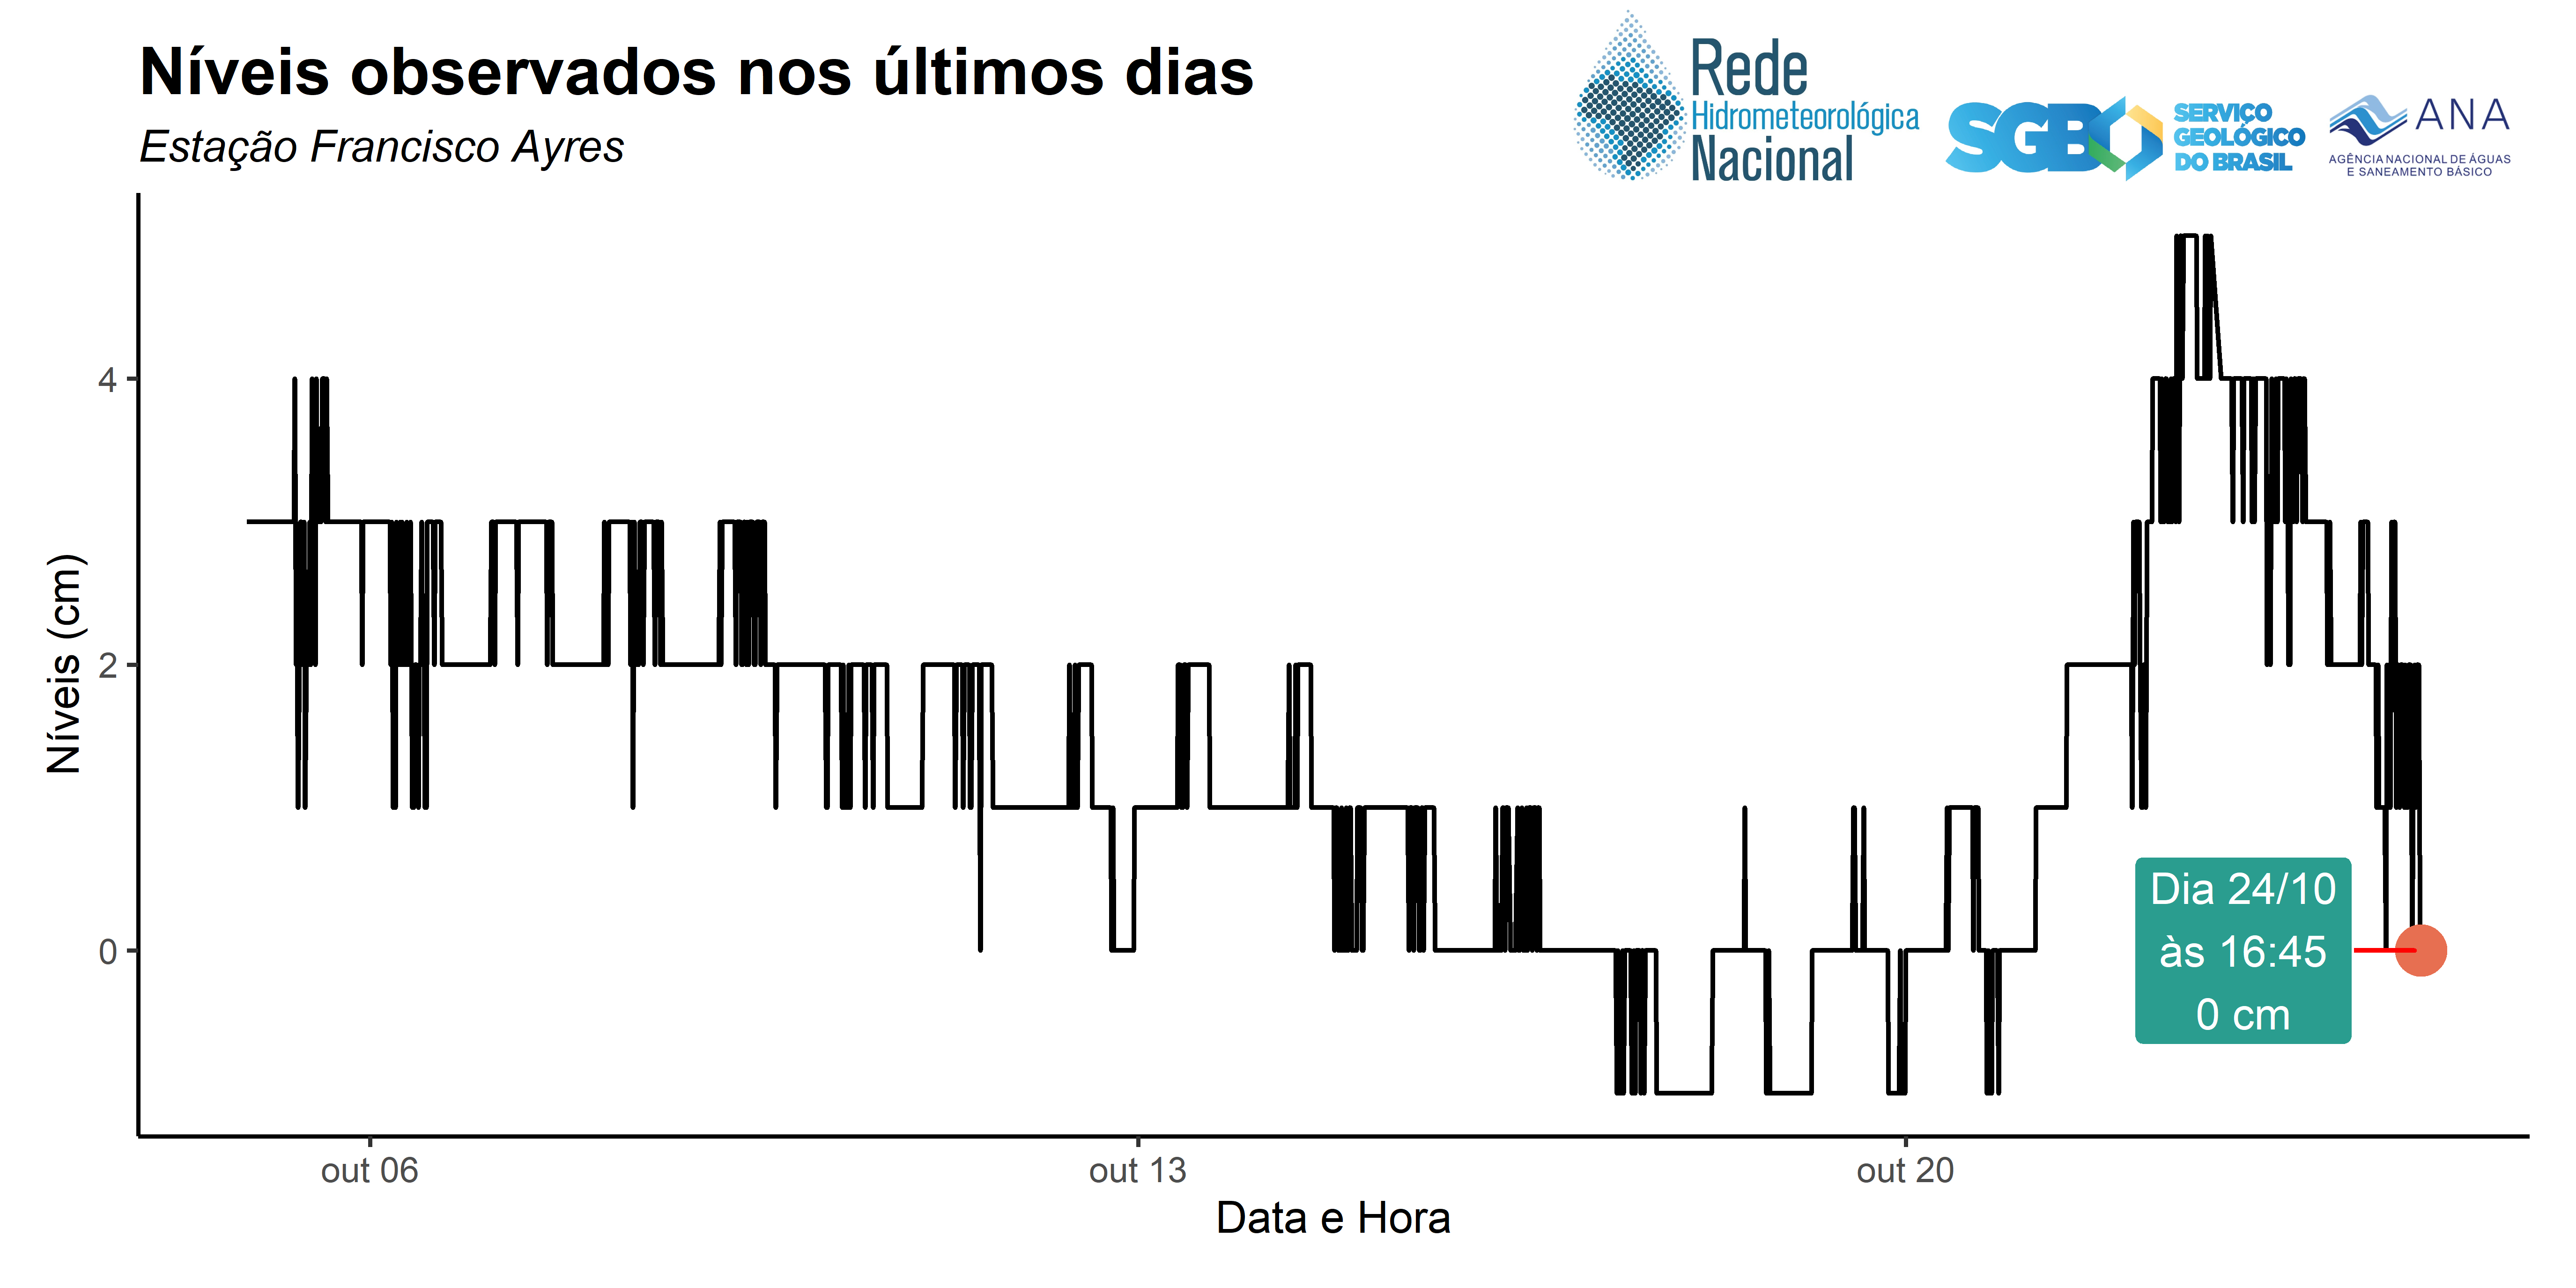 Níveis observados nos últimos dias
Estação Francisco Ayres
Rede
Hidrometeorológica
Nacional
SGB
SERVIÇO
GEOLÓGICO
DO BRASIL
ANA
AGÊNCIA NACIONAL DE ÁGUAS
E SANEAMENTO BÁSICO
Níveis (cm)
4
2
0
Dia 24/10
às 16:45
0 cm
out 06
out 13
out 20
Data e Hora